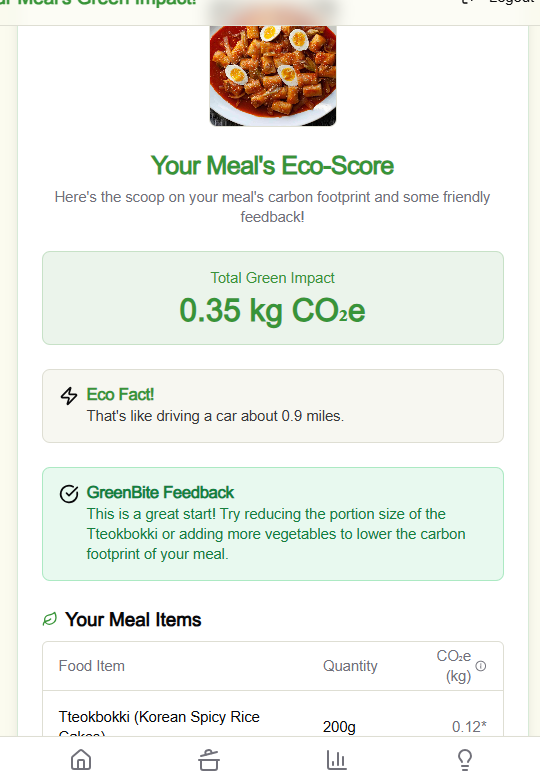 ur Meal's Green Impact!
Logout
Your Meal's Eco-Score
Here's the scoop on your meal's carbon footprint and some friendly
feedback!
Total Green Impact
0.35 kg CO₂e
Eco Fact!
That's like driving a car about 0.9 miles.
GreenBite Feedback
This is a great start! Try reducing the portion size of the
Tteokbokki or adding more vegetables to lower the carbon
footprint of your meal.
Your Meal Items
Food Item
Quantity
CO₂e
(kg)
Tteokbokki (Korean Spicy Rice
Cakes)
200g
0.12*